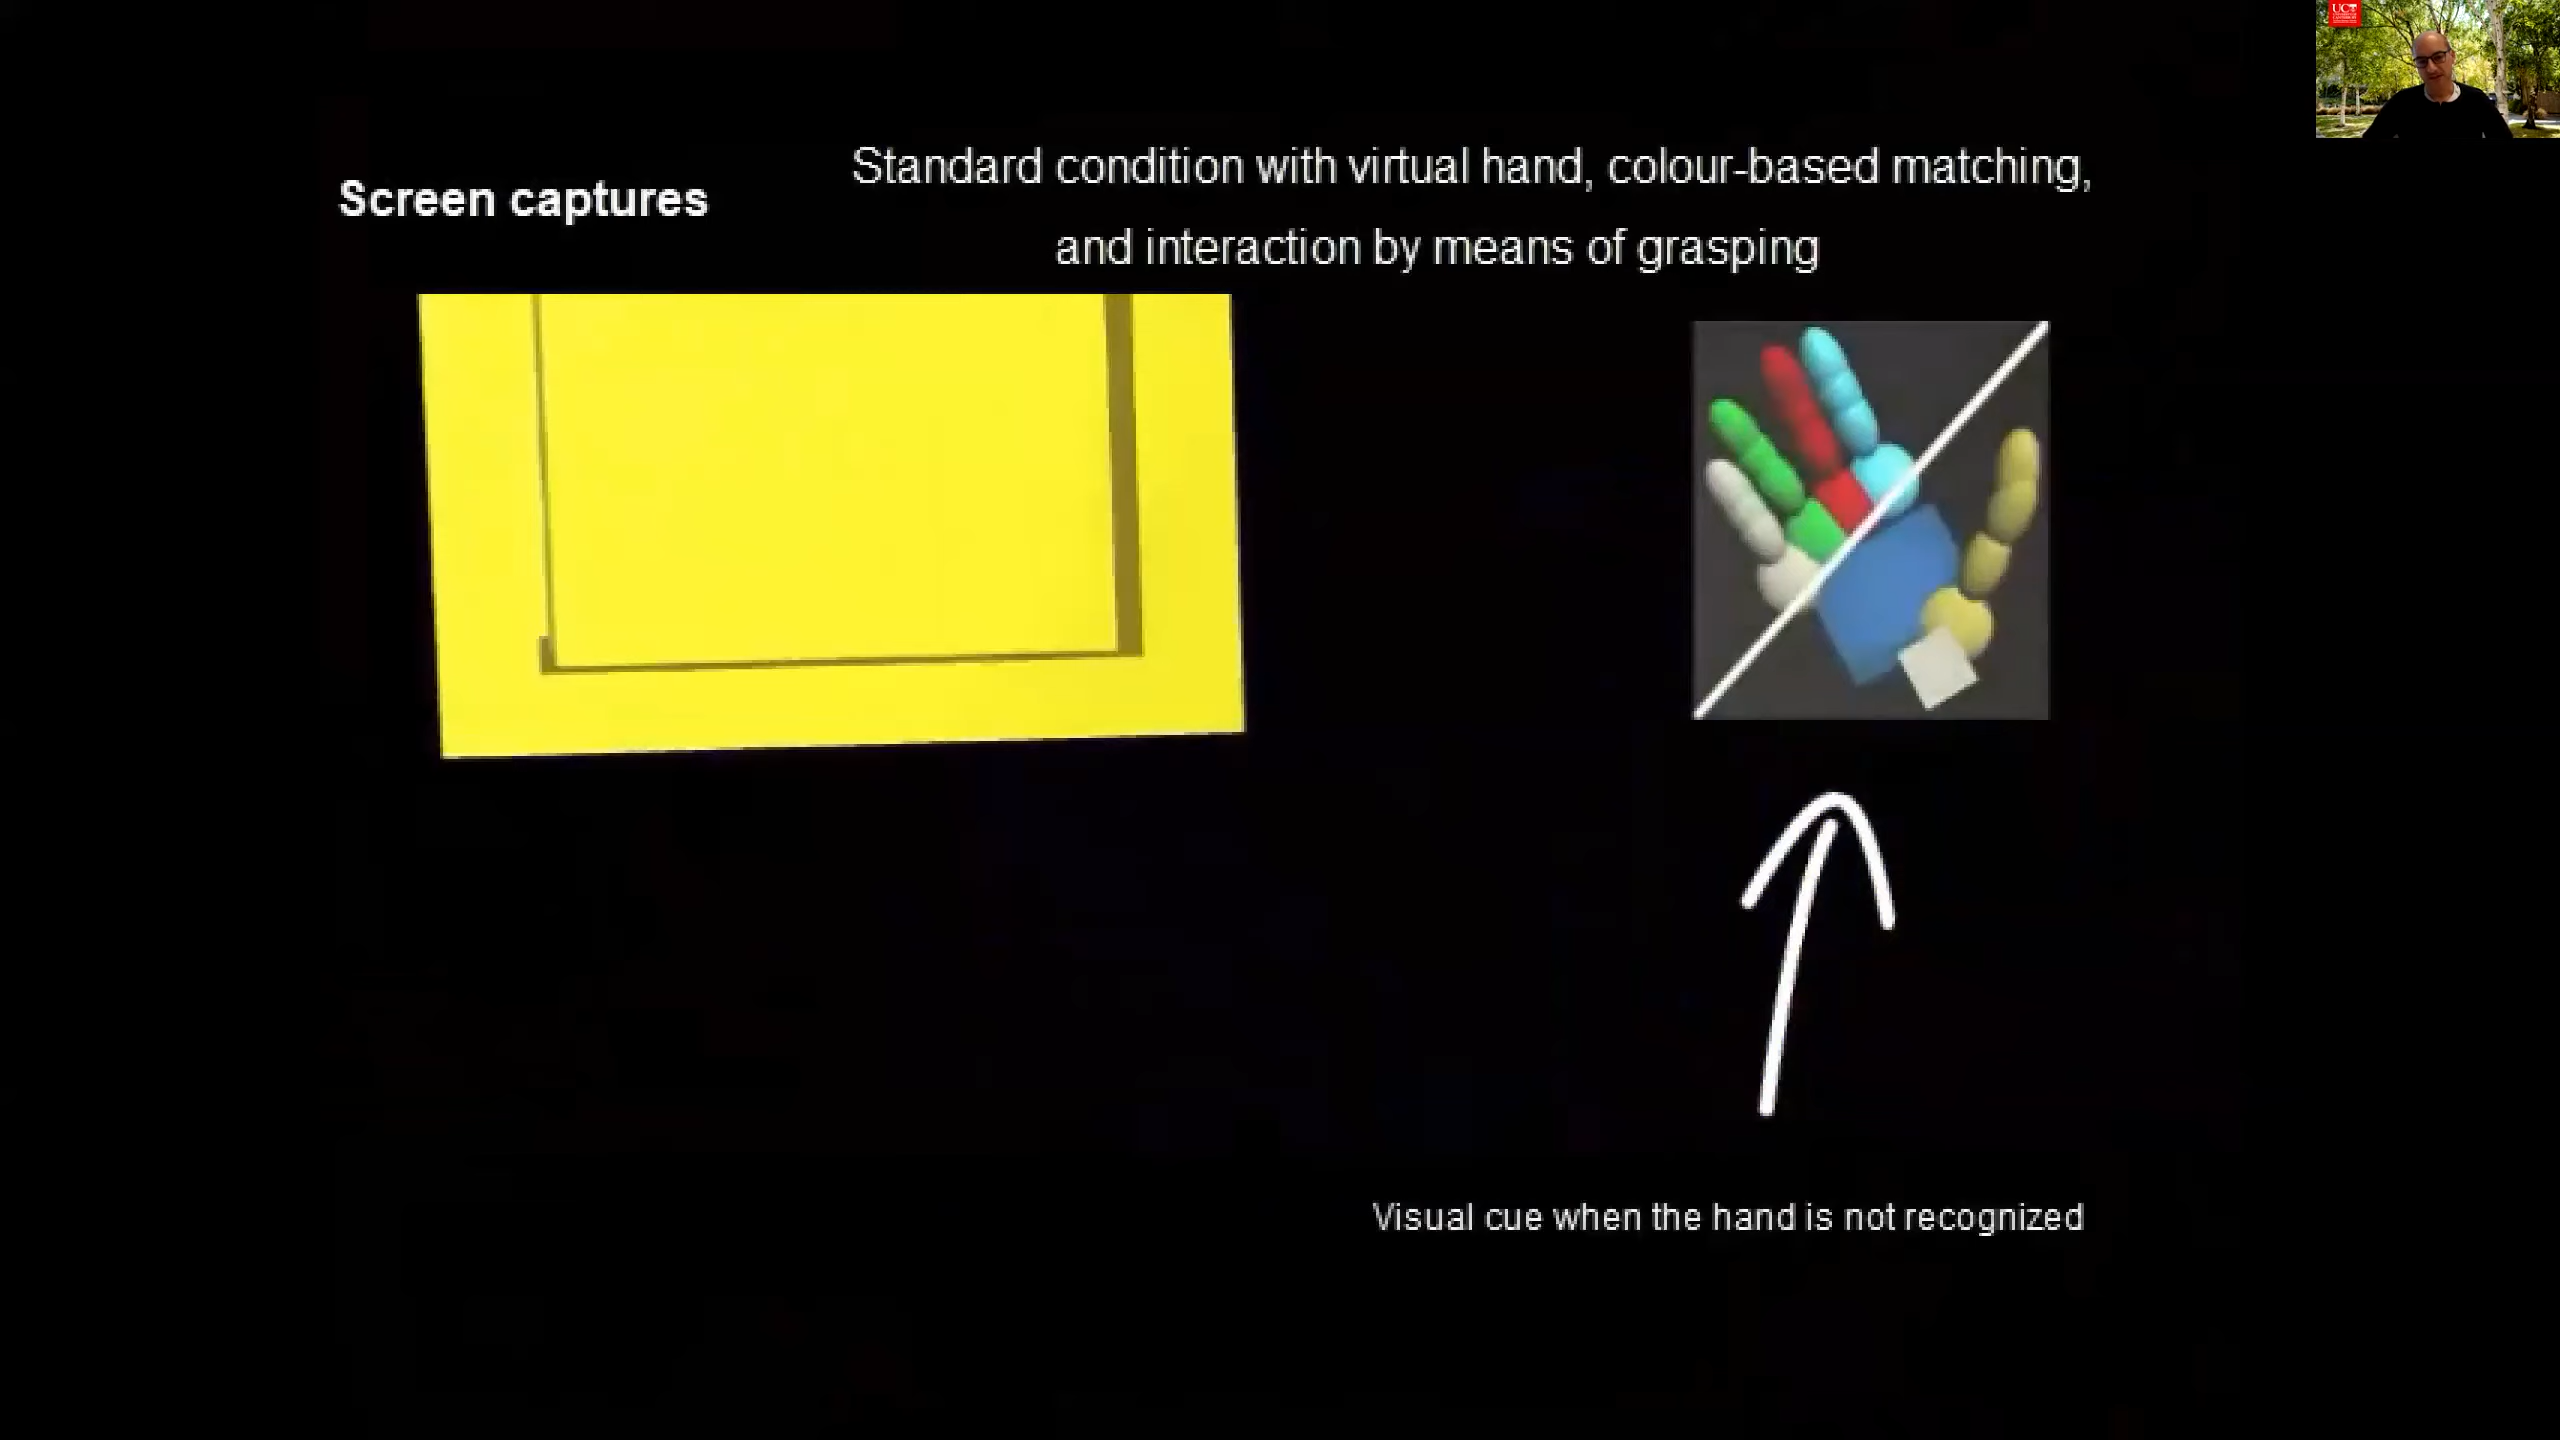 Screen captures
Standard condition with virtual hand, colour-based matching,
and interaction by means of grasping
Visual cue when the hand is not recognized
UC